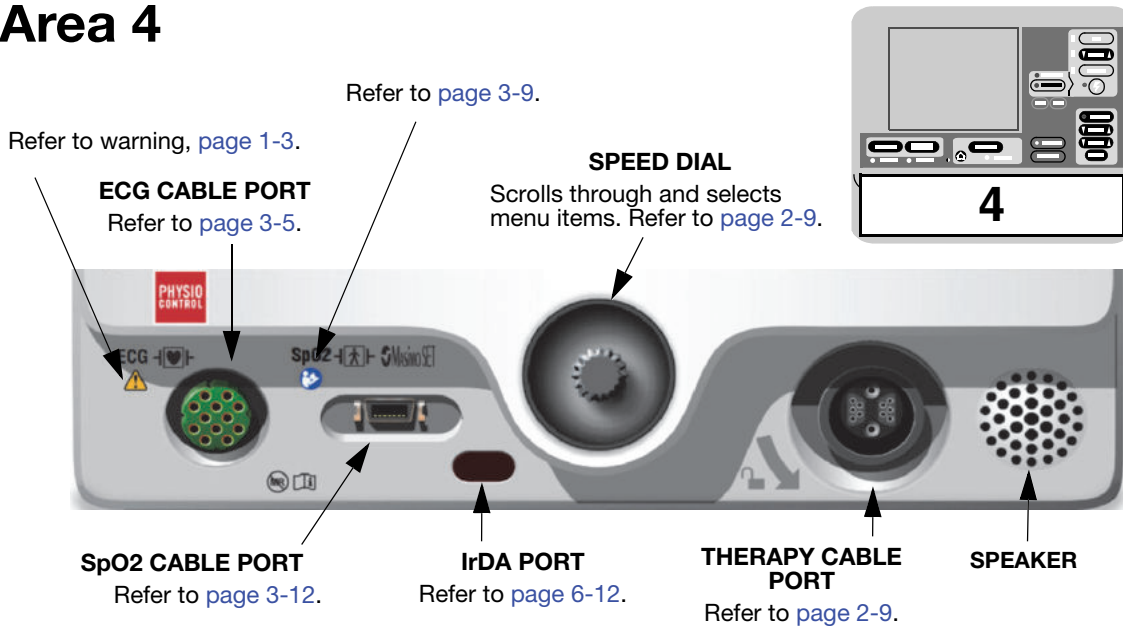 Area 4
Refer to page 3-9.
Refer to warning, page 1-3.
ECG CABLE PORT
Refer to page 3-5.
SPEED DIAL
Scrolls through and selects
menu items. Refer to page 2-9.
4
PHYSIO
CONTROL
ECG
SpO2
Masimo SET
SpO2 CABLE PORT
Refer to page 3-12.
IrDA PORT
Refer to page 6-12.
THERAPY CABLE
PORT
Refer to page 2-9.
SPEAKER